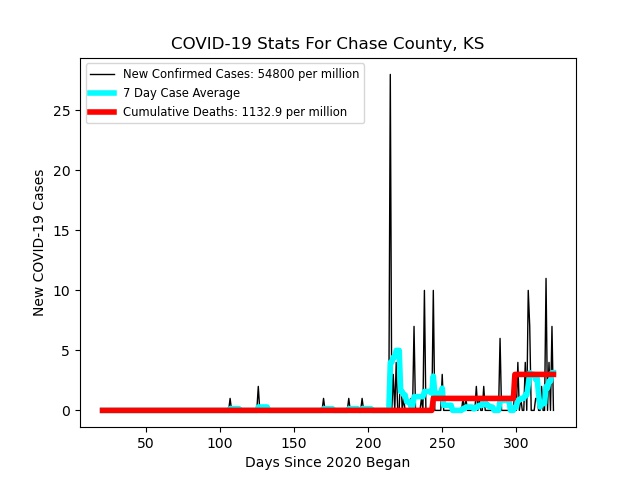 COVID-19 Stats For Chase County, KS
New Confirmed Cases: 54800 per million
7 Day Case Average
Cumulative Deaths: 1132.9 per million
New COVID-19 Cases
25
20
15
10
5
0
50 100 150 200 250 300
Days Since 2020 Began